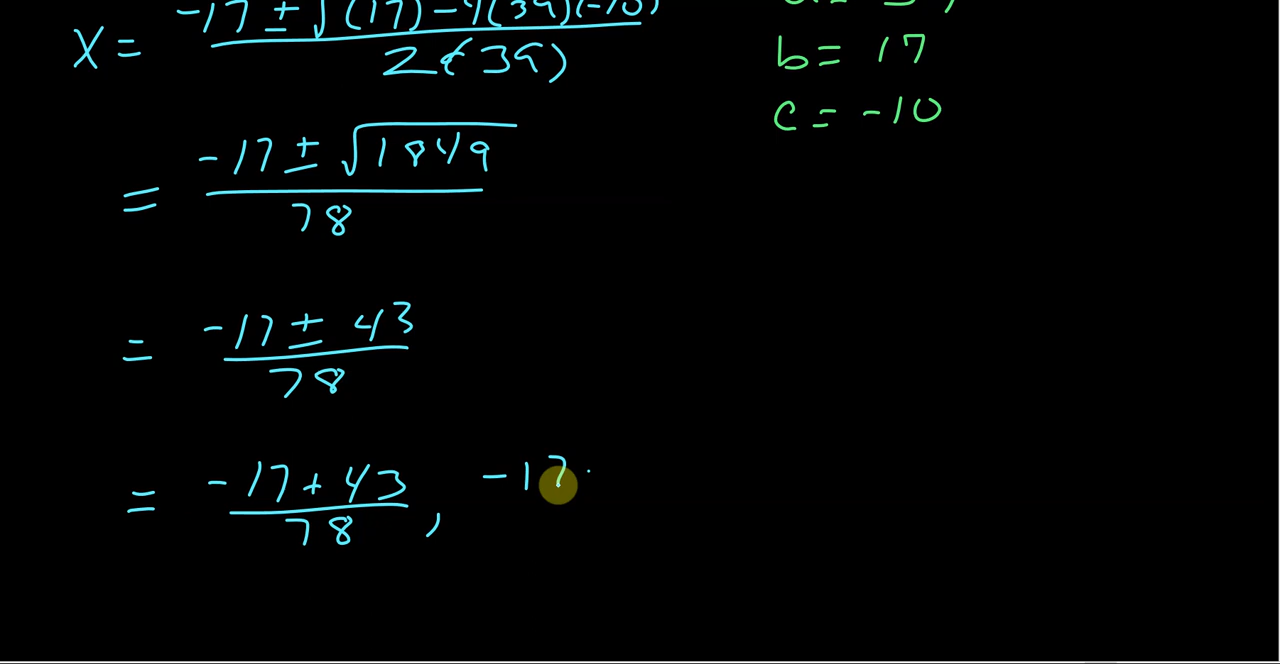 X = -17 ± √(17) - 4(39)(-10)
2(39)
b = 17
c = -10
= -17 ± √1849
78
= -17 ± 43
78
= -17 + 43 , -17
78